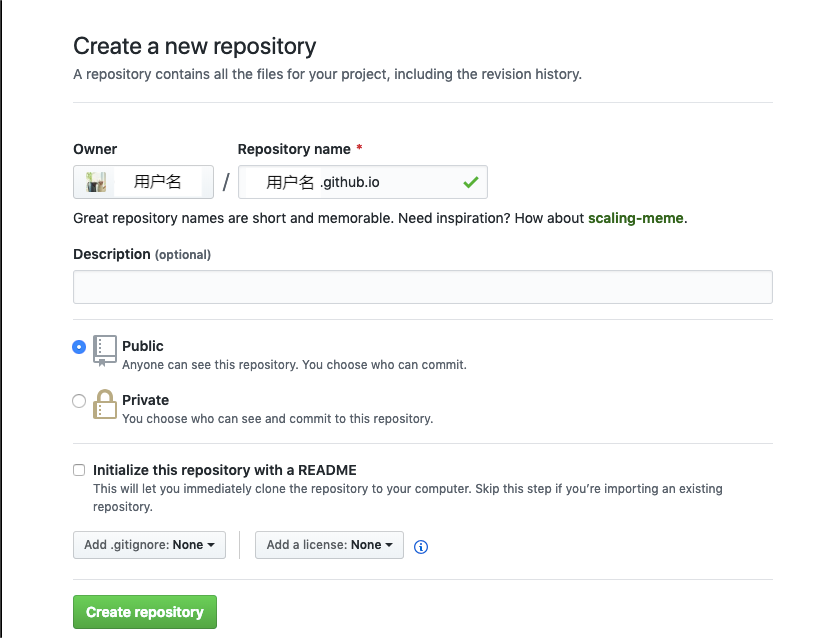 Create a new repository
A repository contains all the files for your project, including the revision history.
Owner
Repository name *
用户名 / 用户名 .github.io
Great repository names are short and memorable. Need inspiration? How about scaling-meme.
Description (optional)
Public
Anyone can see this repository. You choose who can commit.
Private
You choose who can see and commit to this repository.
Initialize this repository with a README
This will let you immediately clone the repository to your computer. Skip this step if you’re importing an existing
repository.
Add .gitignore: None
Add a license: None
Create repository